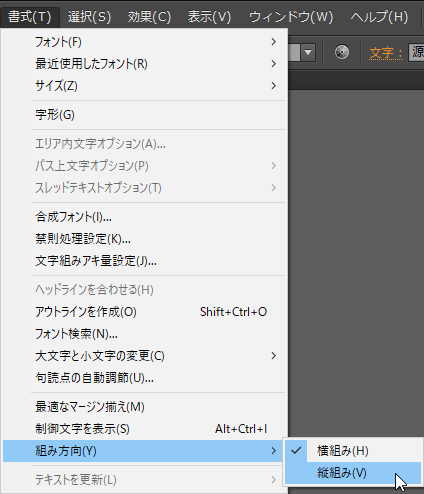 書式(T) 選択(S) 効果(C) 表示(V) ウィンドウ(W) ヘルプ(H)
フォント(F)
最近使用したフォント(R)
サイズ(Z)
文字 : 源
字形(G)
エリア内文字オプション(A)...
パス上文字オプション(P)
スレッドテキストオプション(T)
合成フォント(I)...
禁則処理設定(K)...
文字組みアキ量設定(J)...
ヘッドラインを合わせる(H)
アウトラインを作成(O) Shift+Ctrl+O
フォント検索(N)...
大文字と小文字の変更(C)
句読点の自動調節(U)...
最適なマージン揃え(M)
制御文字を表示(S) Alt+Ctrl+I
組み方向(Y)
横組み(H)
縦組み(V)
テキストを更新(L)